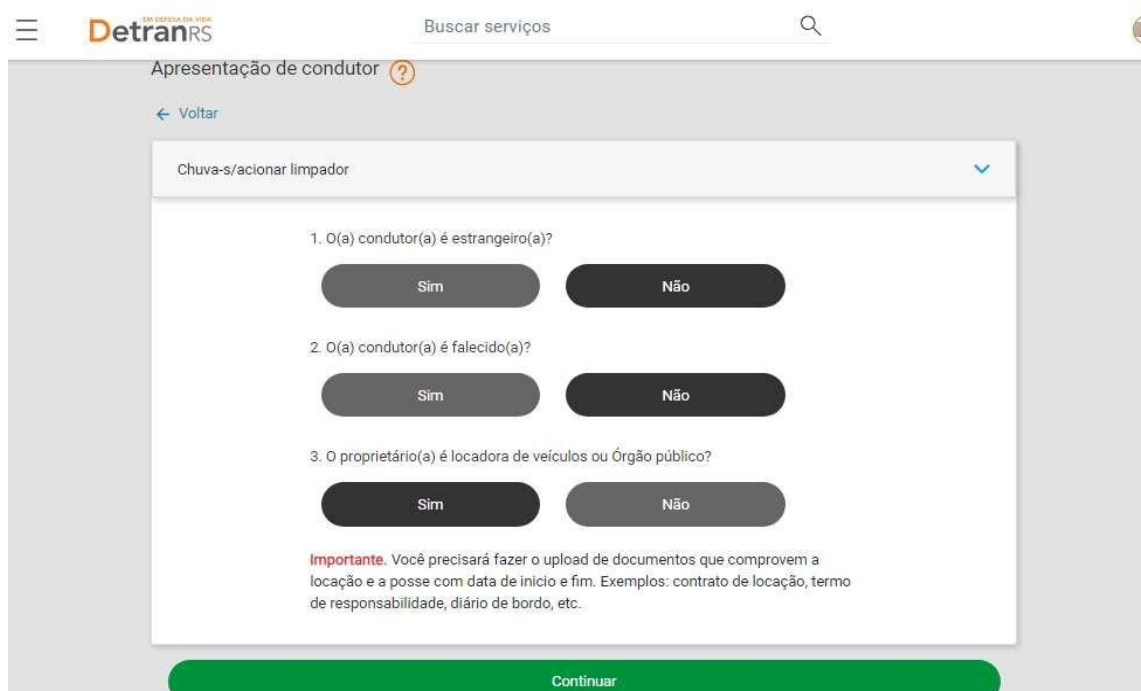 EM DEFESA DA VIDA
DetranRS
Buscar serviços
Apresentação de condutor ?
← Voltar
Chuva-s/acionar limpador
1. O(a) condutor(a) é estrangeiro(a)?
Sim Não
2. O(a) condutor(a) é falecido(a)?
Sim Não
3. O proprietário(a) é locadora de veículos ou Órgão público?
Sim Não
Importante. Você precisará fazer o upload de documentos que comprovem a
locação e a posse com data de inicio e fim. Exemplos: contrato de locação, termo
de responsabilidade, diário de bordo, etc.
Continuar